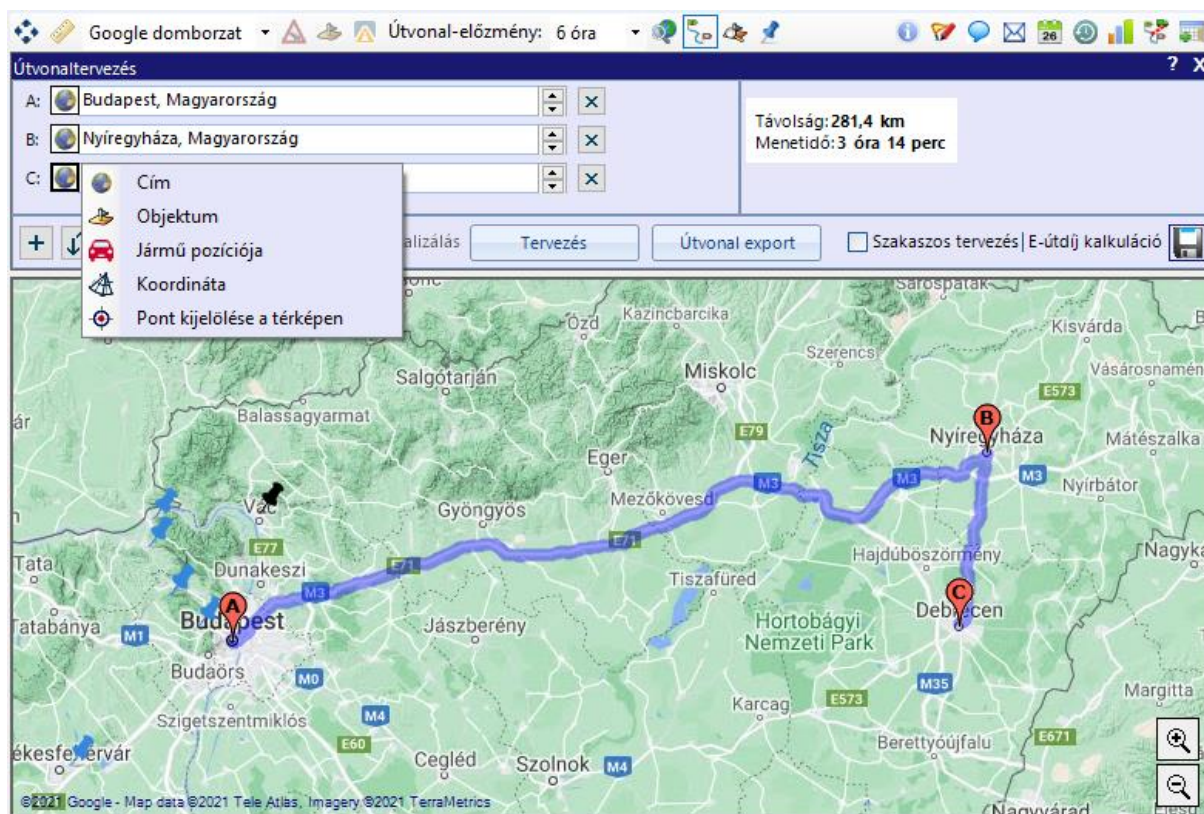 Google domborzat Útvonal-előzmény: 6 óra 26
Útvonaltervezés ? X
A: Budapest, Magyarország
B: Nyíregyháza, Magyarország
C:
Távolság: 281,4 km
Menetidő: 3 óra 14 perc
Cím
Objektum
Jármű pozíciója
Koordináta
Pont kijelölése a térképen
alizálás Tervezés Útvonal export Szakaszos tervezés E-útdíj kalkuláció
Sárospatak
Ózd Kazincbarcika Kisvárda
Szerencs
Salgótarján Miskolc Vásárosnamén
E573
Balassagyarmat
B
E79 Tisza Nyíregyháza Mátészalka
Eger
M3 M3 M3 Nyírbátor
Vác Gyöngyös Mezőkövesd
E77 E71 E71 Hajdúböszörmény Nagyká
Tata Dunakeszi
M3 Tiszafüred
A C
Tatabánya M1 Budapest Jászberény Hortobágyi Debrecen
Nemzeti Park
Budaörs M0 M35
E573 Margitta
Szigetszentmiklós M4 Karcag
E60 Berettyóújfalu E671
ékesfehérvár Cegléd Szolnok M4
©2021 Google - Map data ©2021 Tele Atlas, Imagery ©2021 TerraMetrics
(Nagyvárad